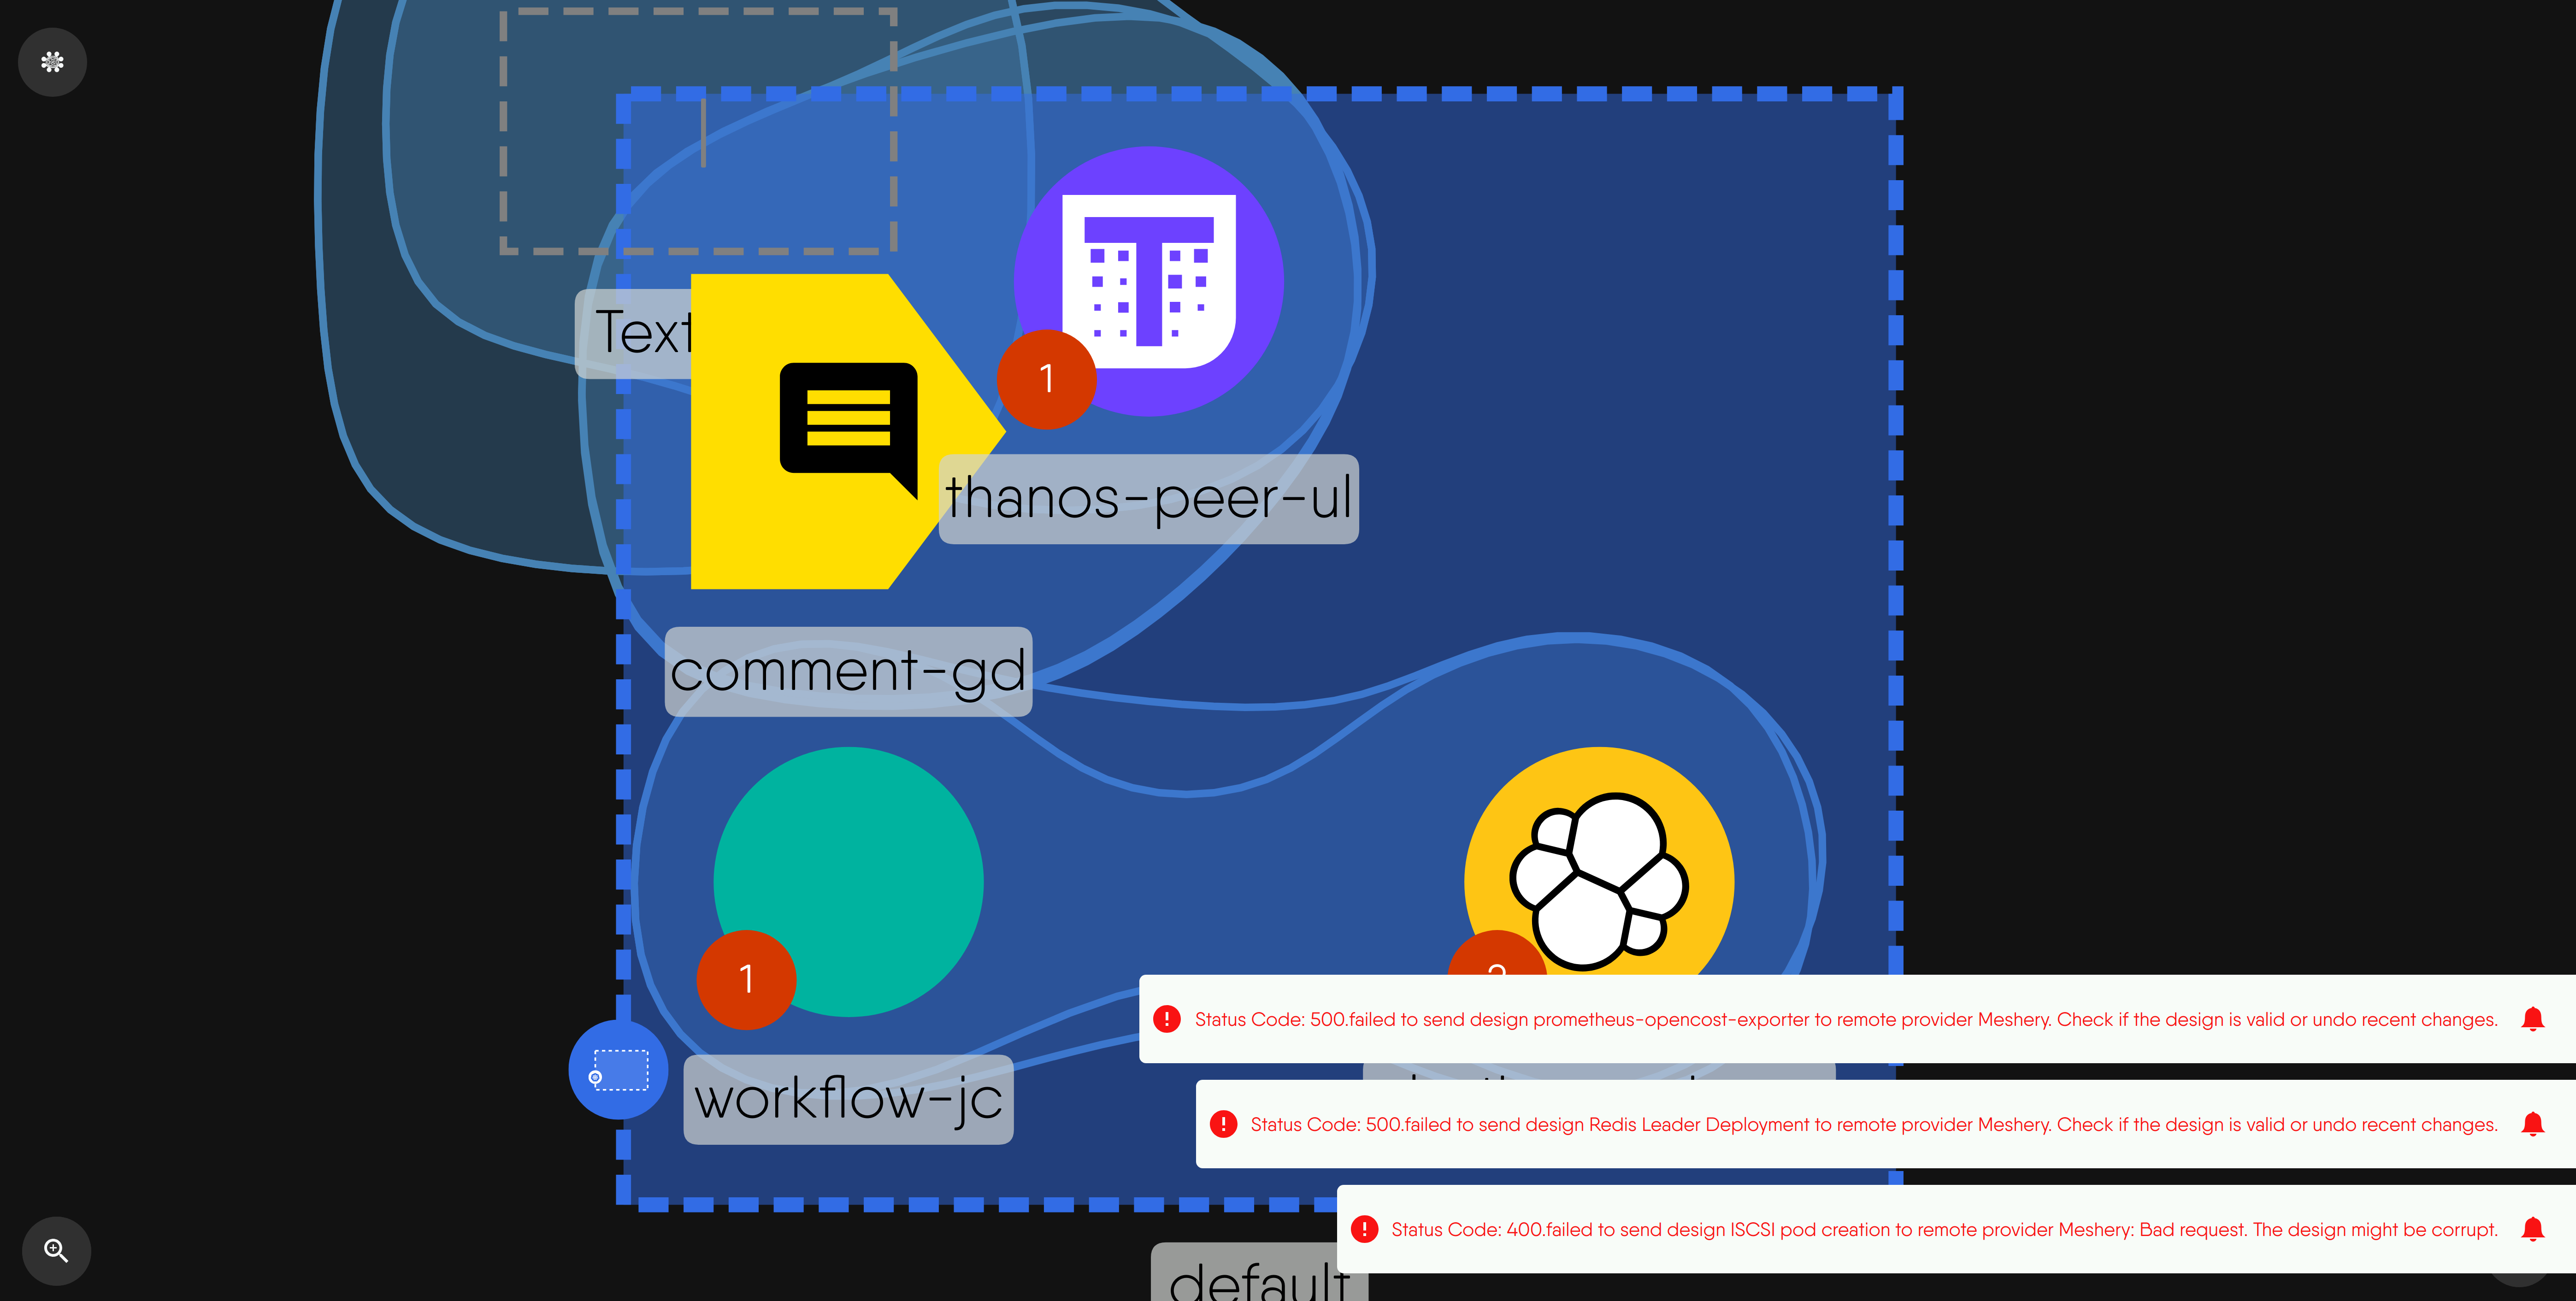 Text
1
thanos-peer-ul
comment-gd
1
workflow-jc
Status Code: 500.failed to send design prometheus-opencost-exporter to remote provider Meshery. Check if the design is valid or undo recent changes.
Status Code: 500.failed to send design Redis Leader Deployment to remote provider Meshery. Check if the design is valid or undo recent changes.
Status Code: 400.failed to send design ISCSI pod creation to remote provider Meshery: Bad request. The design might be corrupt.
default